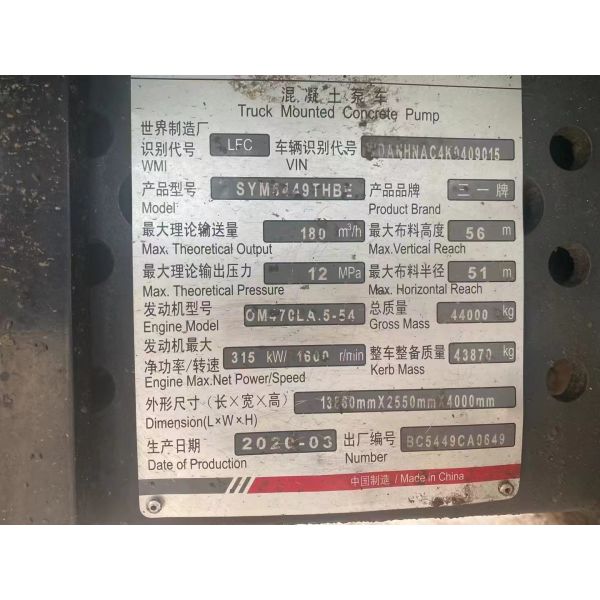 混凝土泵车
Truck Mounted Concrete Pump
世界制造厂
识别代号 LFC 车辆识别代号
WMI VIN
产品型号 产品品牌 三一牌
Model Product Brand
最大理论输送量 180 m³/h 最大布料高度 56 m
Max. Theoretical Output Max.Vertical Reach
最大理论输出压力 12 MPa 最大布料半径 51 m
Max. Theoretical Pressure Max. Horizontal Reach
发动机型号 OM470LA.5-54 总质量 44000 kg
Engine Model Gross Mass
发动机最大
净功率/转速 315 kW/ 1600 r/min 整车整备质量 43870 kg
Engine Max.Net Power/Speed Kerb Mass
外形尺寸(长×宽×高) 13860mmX2550mmX4000mm
Dimension(L×W×H)
生产日期 2020-03 出厂编号 BC5449CA0649
Date of Production Number
中国制造 / Made in China